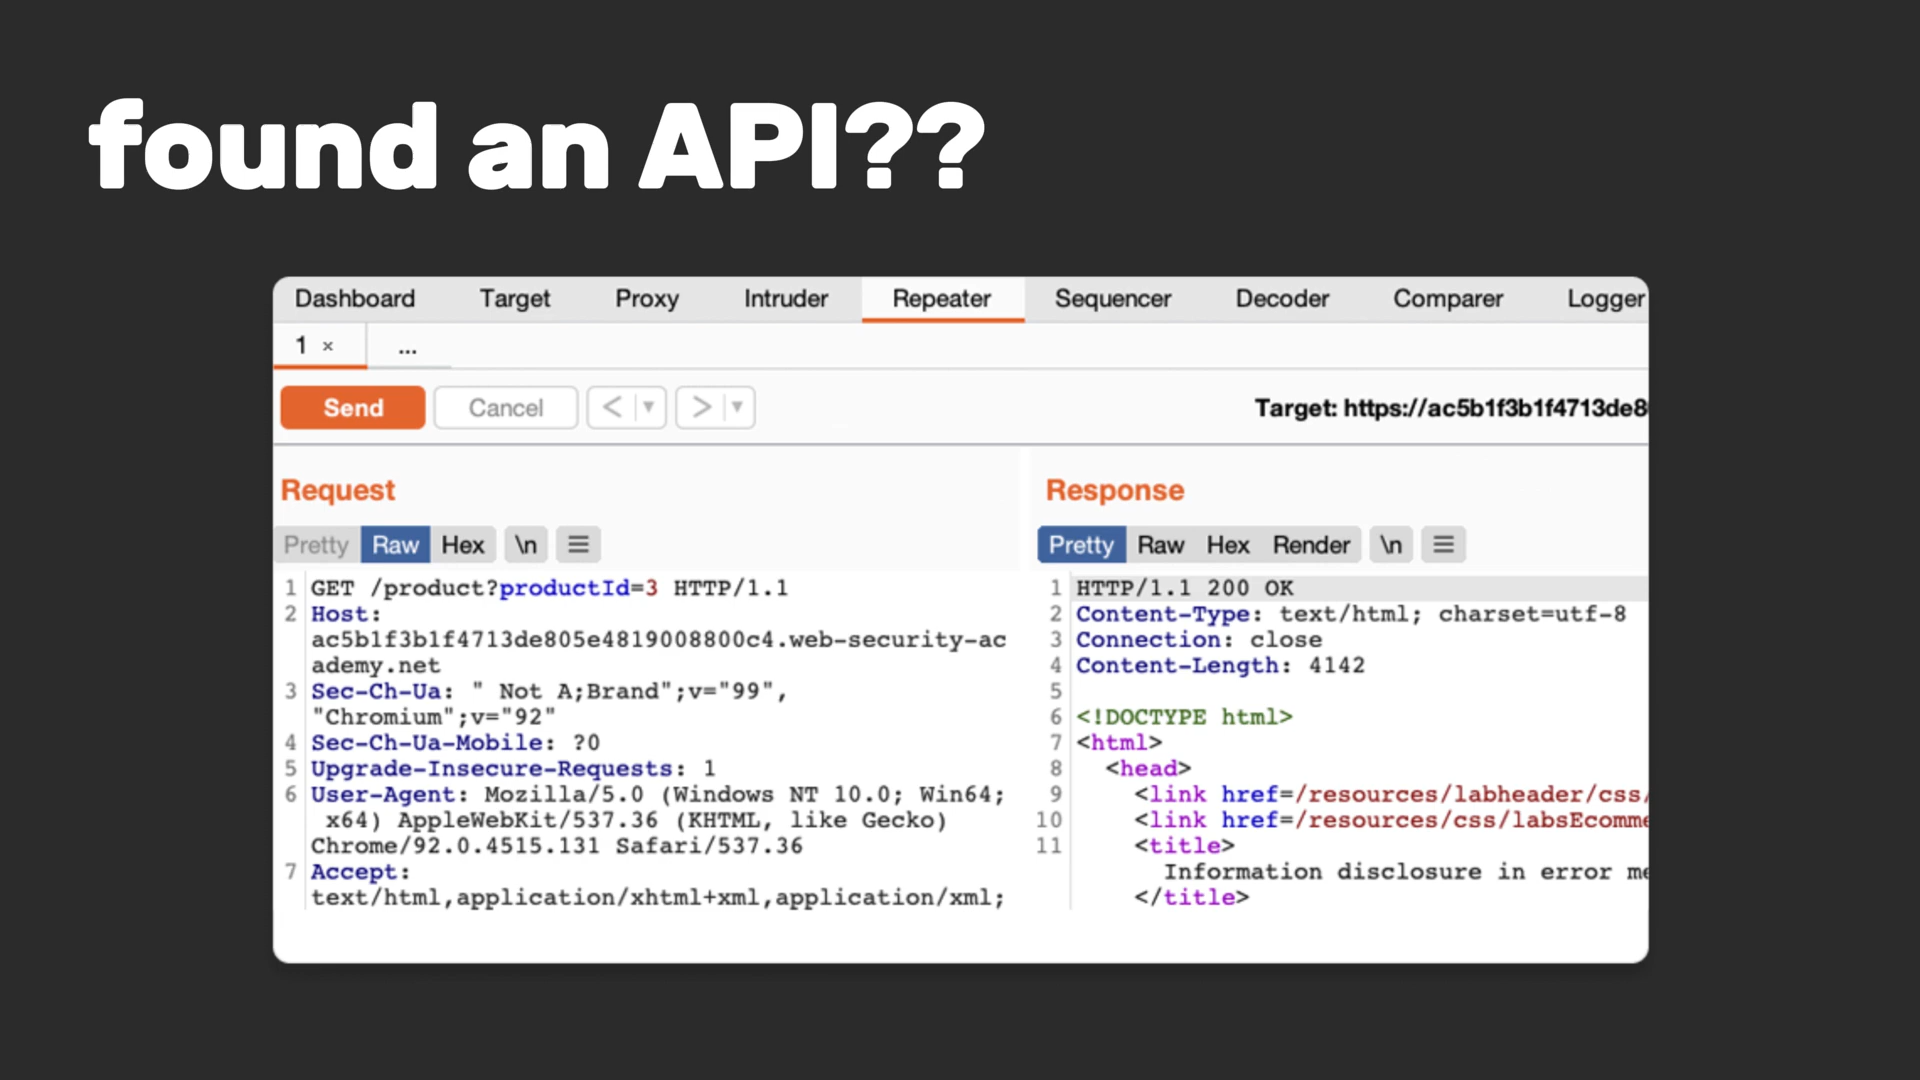 found an API??
Dashboard Target Proxy Intruder Repeater Sequencer Decoder Comparer Logger
1 × ...
Send Cancel < > Target: https://ac5b1f3b1f4713de8
Request
Pretty Raw Hex \n
1 GET /product?productId=3 HTTP/1.1
2 Host:
ac5b1f3b1f4713de805e4819008800c4.web-security-ac
ademy.net
3 Sec-Ch-Ua: " Not A;Brand";v="99",
"Chromium";v="92"
4 Sec-Ch-Ua-Mobile: ?0
5 Upgrade-Insecure-Requests: 1
6 User-Agent: Mozilla/5.0 (Windows NT 10.0; Win64;
x64) AppleWebKit/537.36 (KHTML, like Gecko)
Chrome/92.0.4515.131 Safari/537.36
7 Accept:
text/html,application/xhtml+xml,application/xml;
Response
Pretty Raw Hex Render \n
1 HTTP/1.1 200 OK
2 Content-Type: text/html; charset=utf-8
3 Connection: close
4 Content-Length: 4142
5
6 <!DOCTYPE html>
7 <html>
8 <head>
9 <link href=/resources/labheader/css/
10 <link href=/resources/css/labsEcomme
11 <title>
Information disclosure in error me
</title>